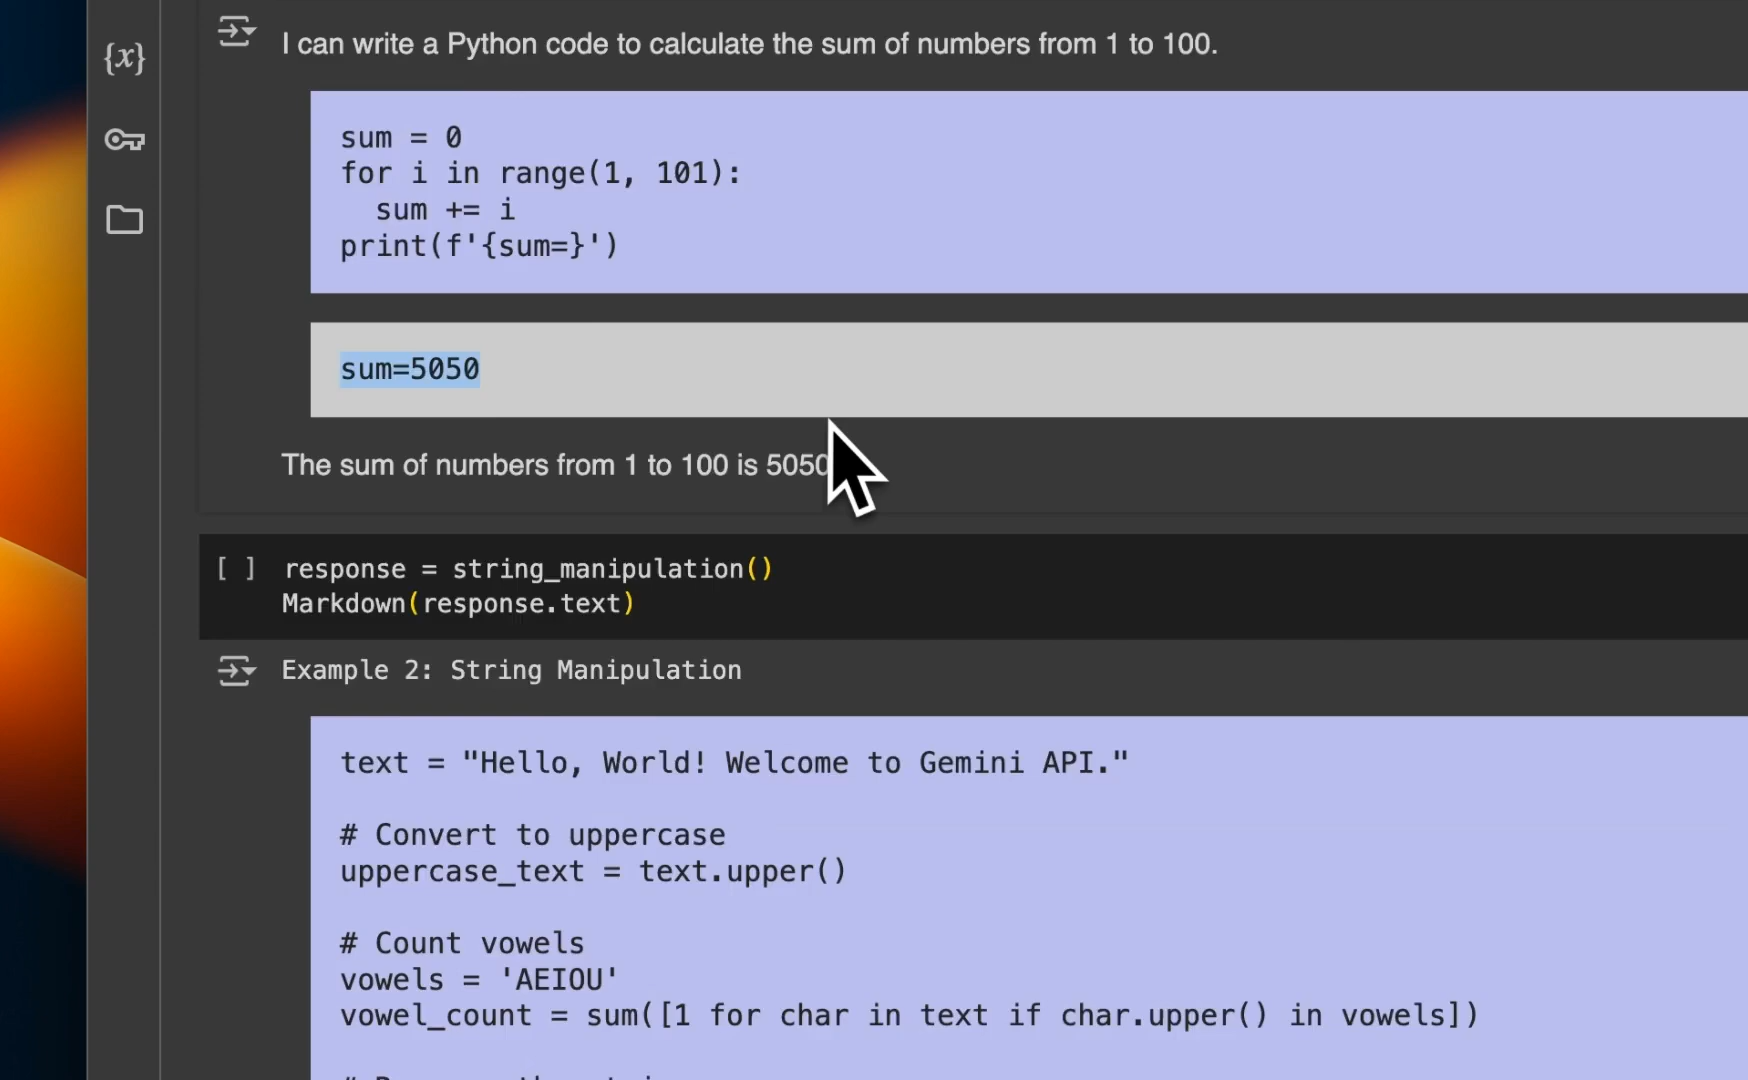 {x}
I can write a Python code to calculate the sum of numbers from 1 to 100.
sum = 0
for i in range(1, 101):
  sum += i
print(f'{sum=}')
sum=5050
The sum of numbers from 1 to 100 is 5050
[ ] response = string_manipulation()
Markdown(response.text)
Example 2: String Manipulation
text = "Hello, World! Welcome to Gemini API."
# Convert to uppercase
uppercase_text = text.upper()
# Count vowels
vowels = 'AEIOU'
vowel_count = sum([1 for char in text if char.upper() in vowels])